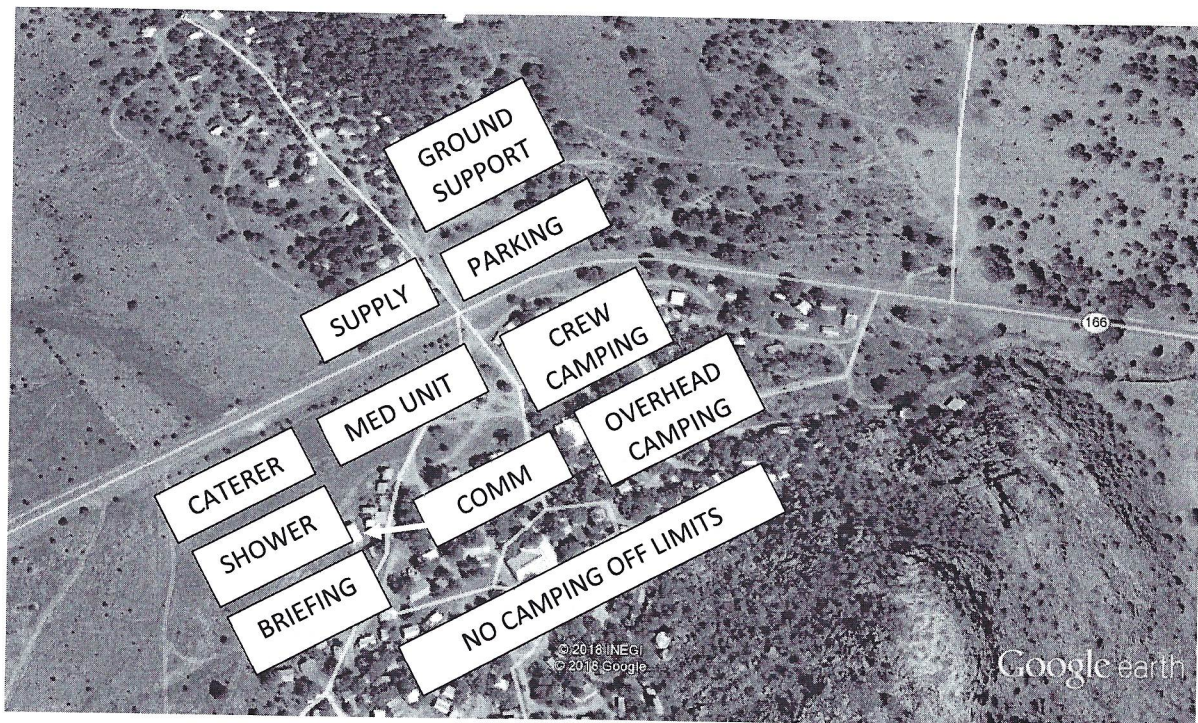 GROUND
SUPPORT
PARKING
SUPPLY
CREW
CAMPING
166
MED UNIT
OVERHEAD
CAMPING
CATERER
COMM
SHOWER
NO CAMPING OFF LIMITS
BRIEFING
© 2018 INEGI
© 2018 Google
Google earth